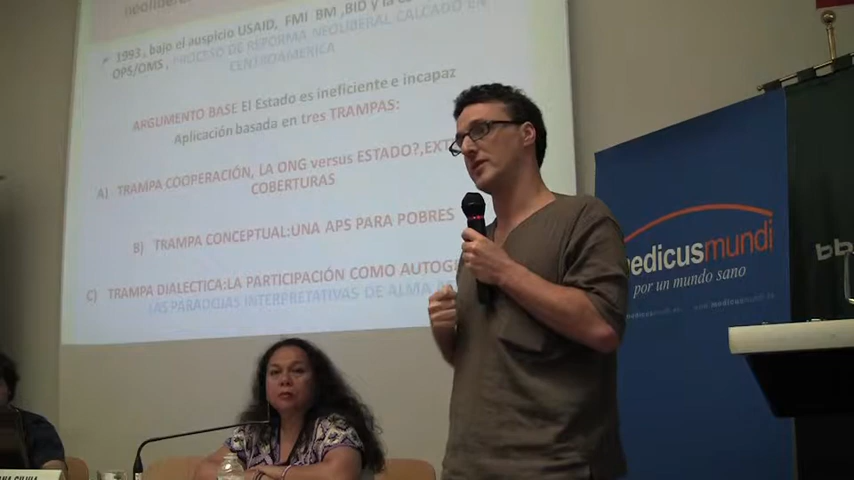 neoliberal
➢ 1993, bajo el auspicio USAID, FMI BM ,BID y la
OPS/OMS, PROCESO DE REFORMA NEOLIBERAL CALCADO EN
CENTROAMERICA
ARGUMENTO BASE El Estado es ineficiente e incapaz
Aplicación basada en tres TRAMPAS:
A) TRAMPA COOPERACIÓN, LA ONG versus ESTADO?, EXT
COBERTURAS
B) TRAMPA CONCEPTUAL:UNA APS PARA POBRES
C) TRAMPA DIALECTICA:LA PARTICIPACIÓN COMO AUTOG
LAS PARADOJAS INTERPRETATIVAS DE ALMA
medicusmundi
por un mundo sano
bb